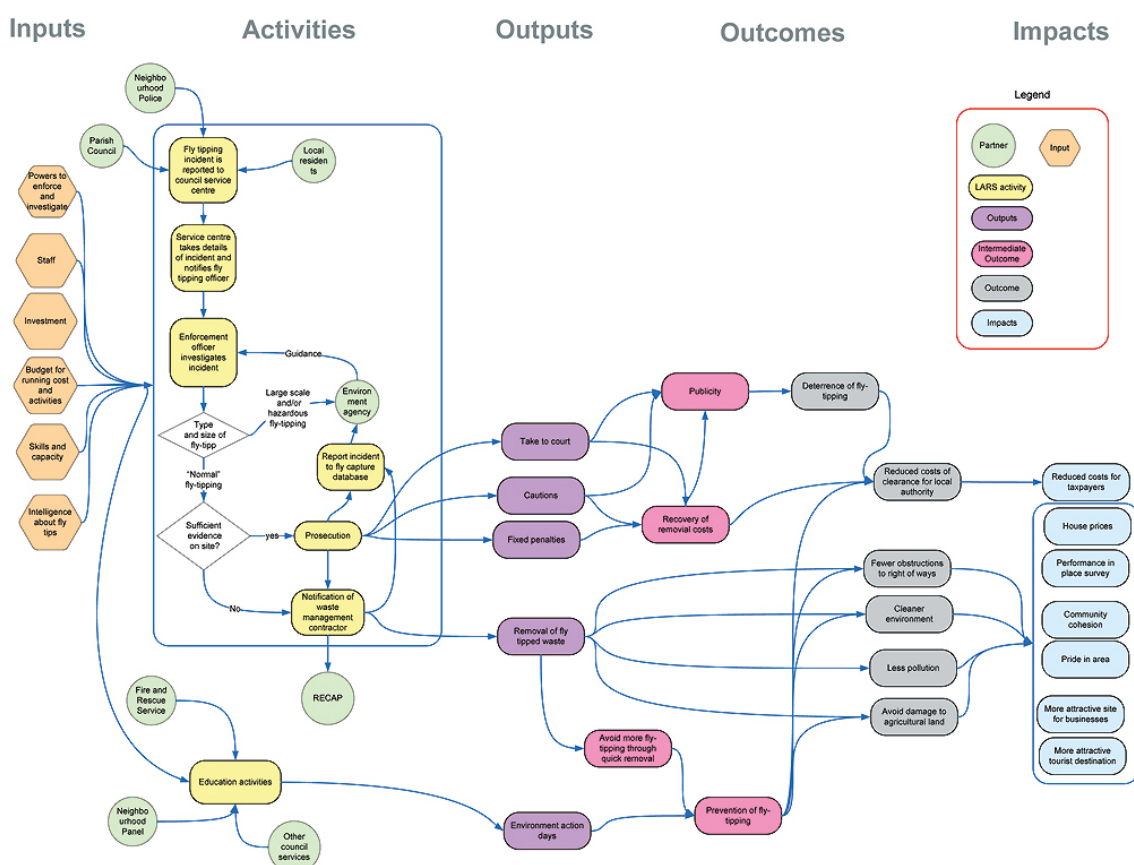 Inputs
Activities
Outputs
Outcomes
Impacts
Legend
Partner
Input
LARS activity
Outputs
Intermediate
Outcome
Outcome
Impacts
Neighbo
urhood
Police
Parish
Council
Local
reside
nts
Fly tipping
incident is
reported to
council service
centre
Service centre
takes details
of incident and
notifies fly
tipping officer
Enforcement
officer
investigates
incident
Guidance
Environ
ment
agency
Large scale
and/or
hazardous
fly-tipping
Type
and size of
fly-tipp
"Normal"
fly-tipping
Report incident
to fly capture
database
Sufficient
evidence
on site?
yes
Prosecution
No
Notification of
waste
management
contractor
RECAP
Powers to
enforce and
investigate
Staff
Investment
Budget for
running cost
and
activities
Skills and
capacity
Intelligence
about fly
tips
Fire and
Rescue
Service
Education activities
Neighbo
urhood
Panel
Other
council
services
Take to court
Cautions
Fixed penalties
Removal of fly
tipped waste
Environment action
days
Publicity
Recovery of
removial costs
Avoid more fly-
tipping through
quick removal
Prevention of fly-
tipping
Deterrence of fly-
tipping
Reduced costs of
clearance for local
authority
Fewer obstructions
to right of ways
Cleaner
environment
Less pollution
Avoid damage to
agricultural land
Reduced costs for
taxpayers
House prices
Performance in
place survey
Community
cohesion
Pride in area
More attractive site
for businesses
More attractive
tourist destination